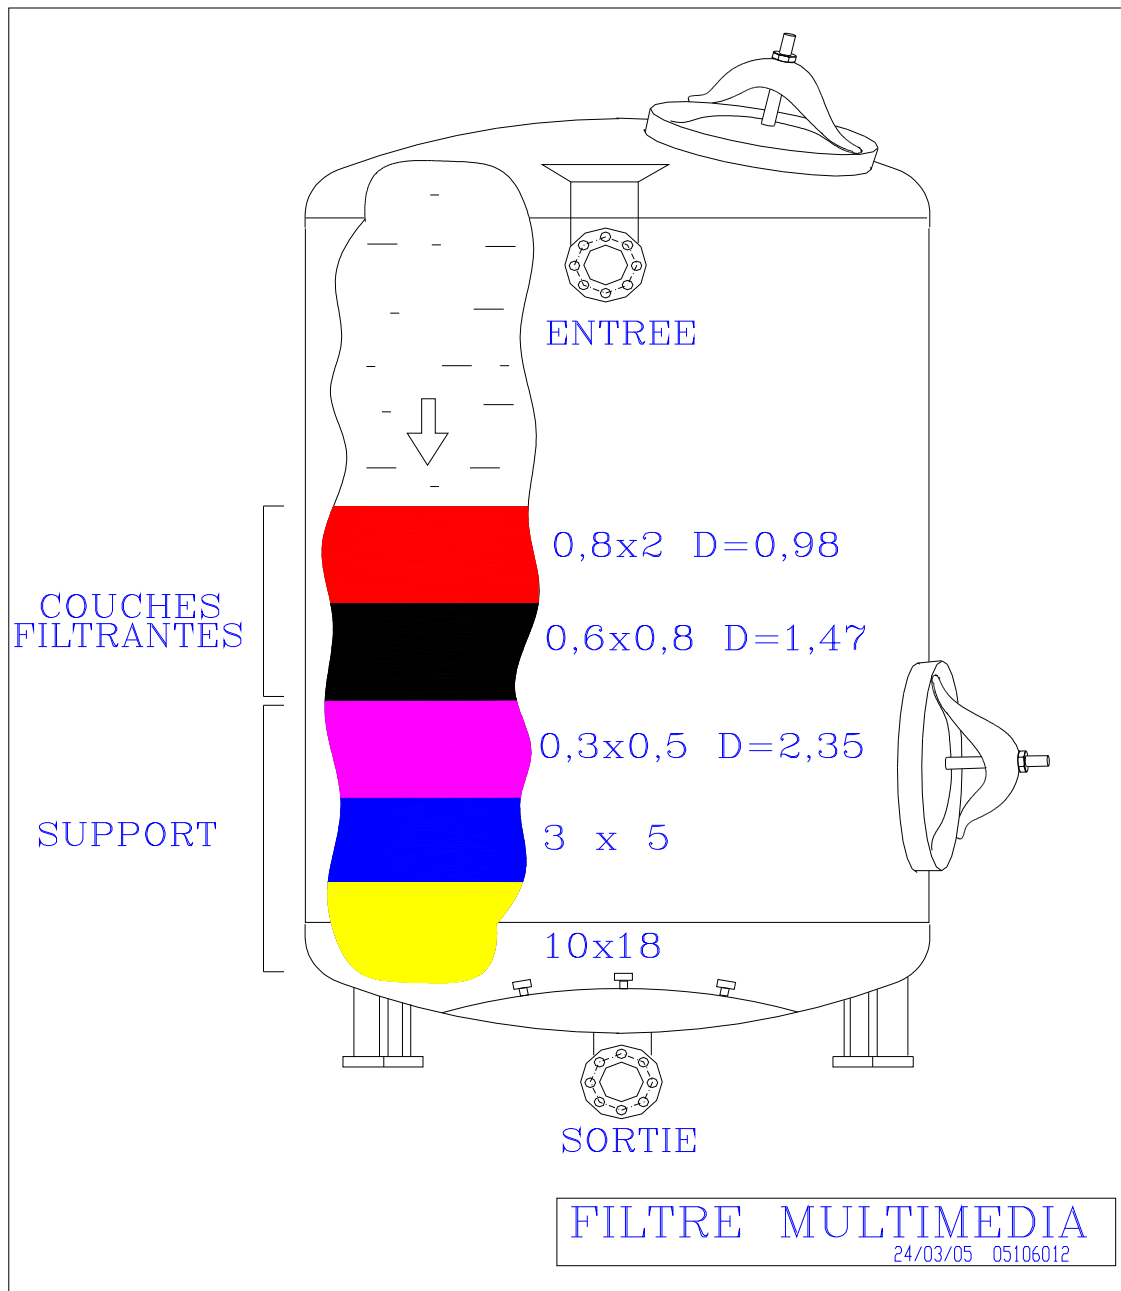 ENTREE
0,8x2 D=0,98
COUCHES
FILTRANTES
0,6x0,8 D=1,47
0,3x0,5 D=2,35
SUPPORT
3 x 5
10x18
SORTIE
FILTRE MULTIMEDIA
24/03/05 05106012